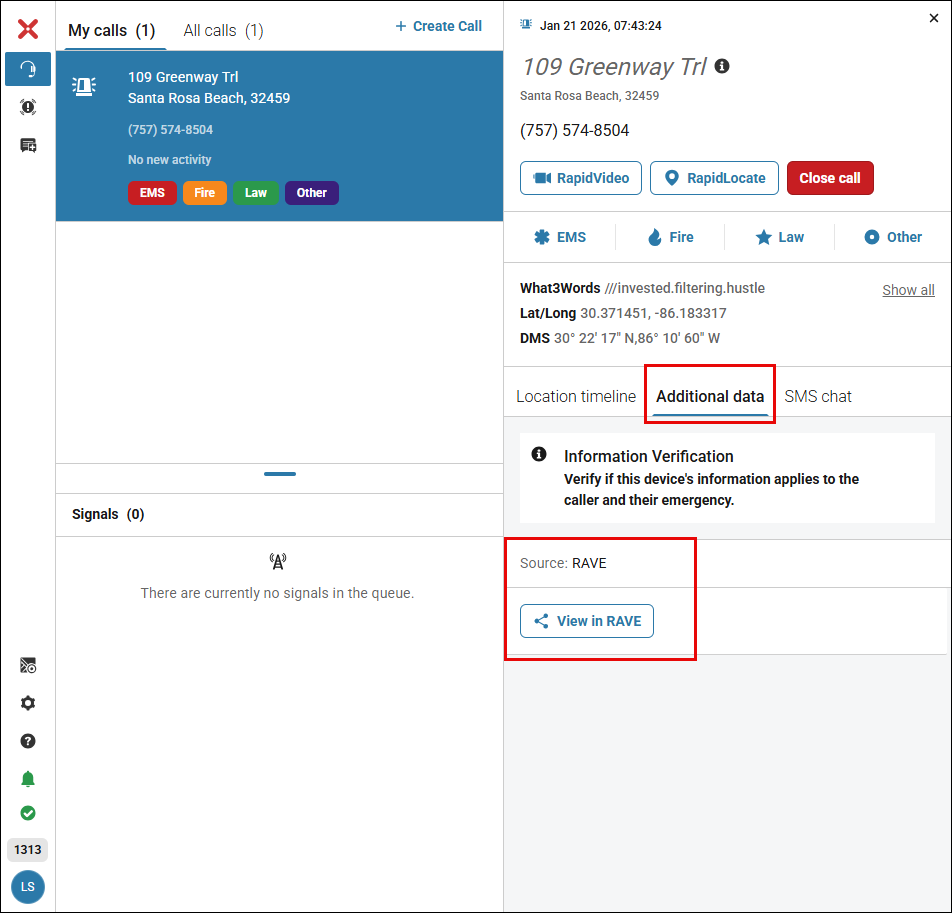 My calls (1)
All calls (1)
+ Create Call
109 Greenway Trl
Santa Rosa Beach, 32459
(757) 574-8504
No new activity
EMS
Fire
Law
Other
Signals (0)
There are currently no signals in the queue.
1313
LS
Jan 21 2026, 07:43:24
109 Greenway Trl
Santa Rosa Beach, 32459
(757) 574-8504
RapidVideo
RapidLocate
Close call
EMS
Fire
Law
Other
What3Words ///invested.filtering.hustle
Show all
Lat/Long 30.371451, -86.183317
DMS 30° 22' 17" N,86° 10' 60" W
Location timeline
Additional data
SMS chat
Information Verification
Verify if this device's information applies to the
caller and their emergency.
Source: RAVE
View in RAVE